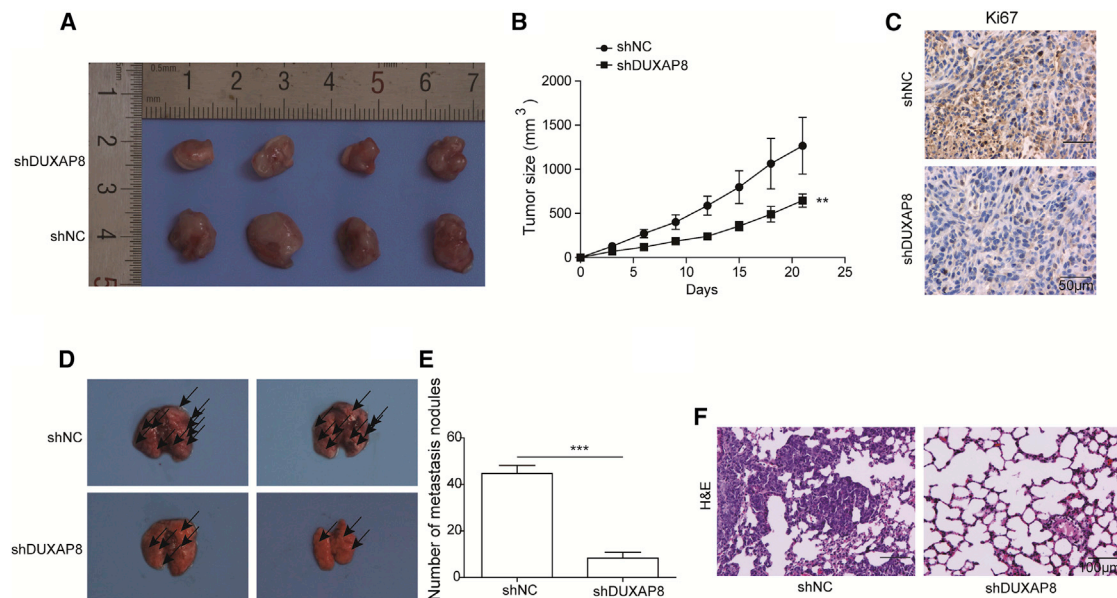 A
0.5mm 1 2 3 4 5 6 7
mm
1
2
3
4
5
shDUXAP8
shNC
B
shNC
shDUXAP8
2000
1500
1000
500
0
Tumor size (mm³)
**
0 5 10 15 20 25
Days
C
Ki67
shNC
shDUXAP8
50μm
D
shNC
shDUXAP8
E
Number of metastasis nodules
60
40
20
0
***
shNC shDUXAP8
F
H&E
100μm
shNC shDUXAP8